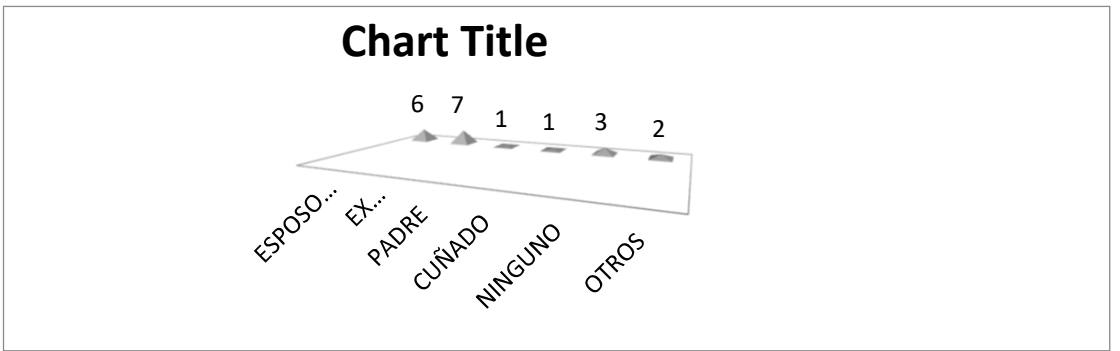 Chart Title
6 7 1 1 3 2
ESPOSO...
EX...
PADRE
CUÑADO
NINGUNO
OTROS